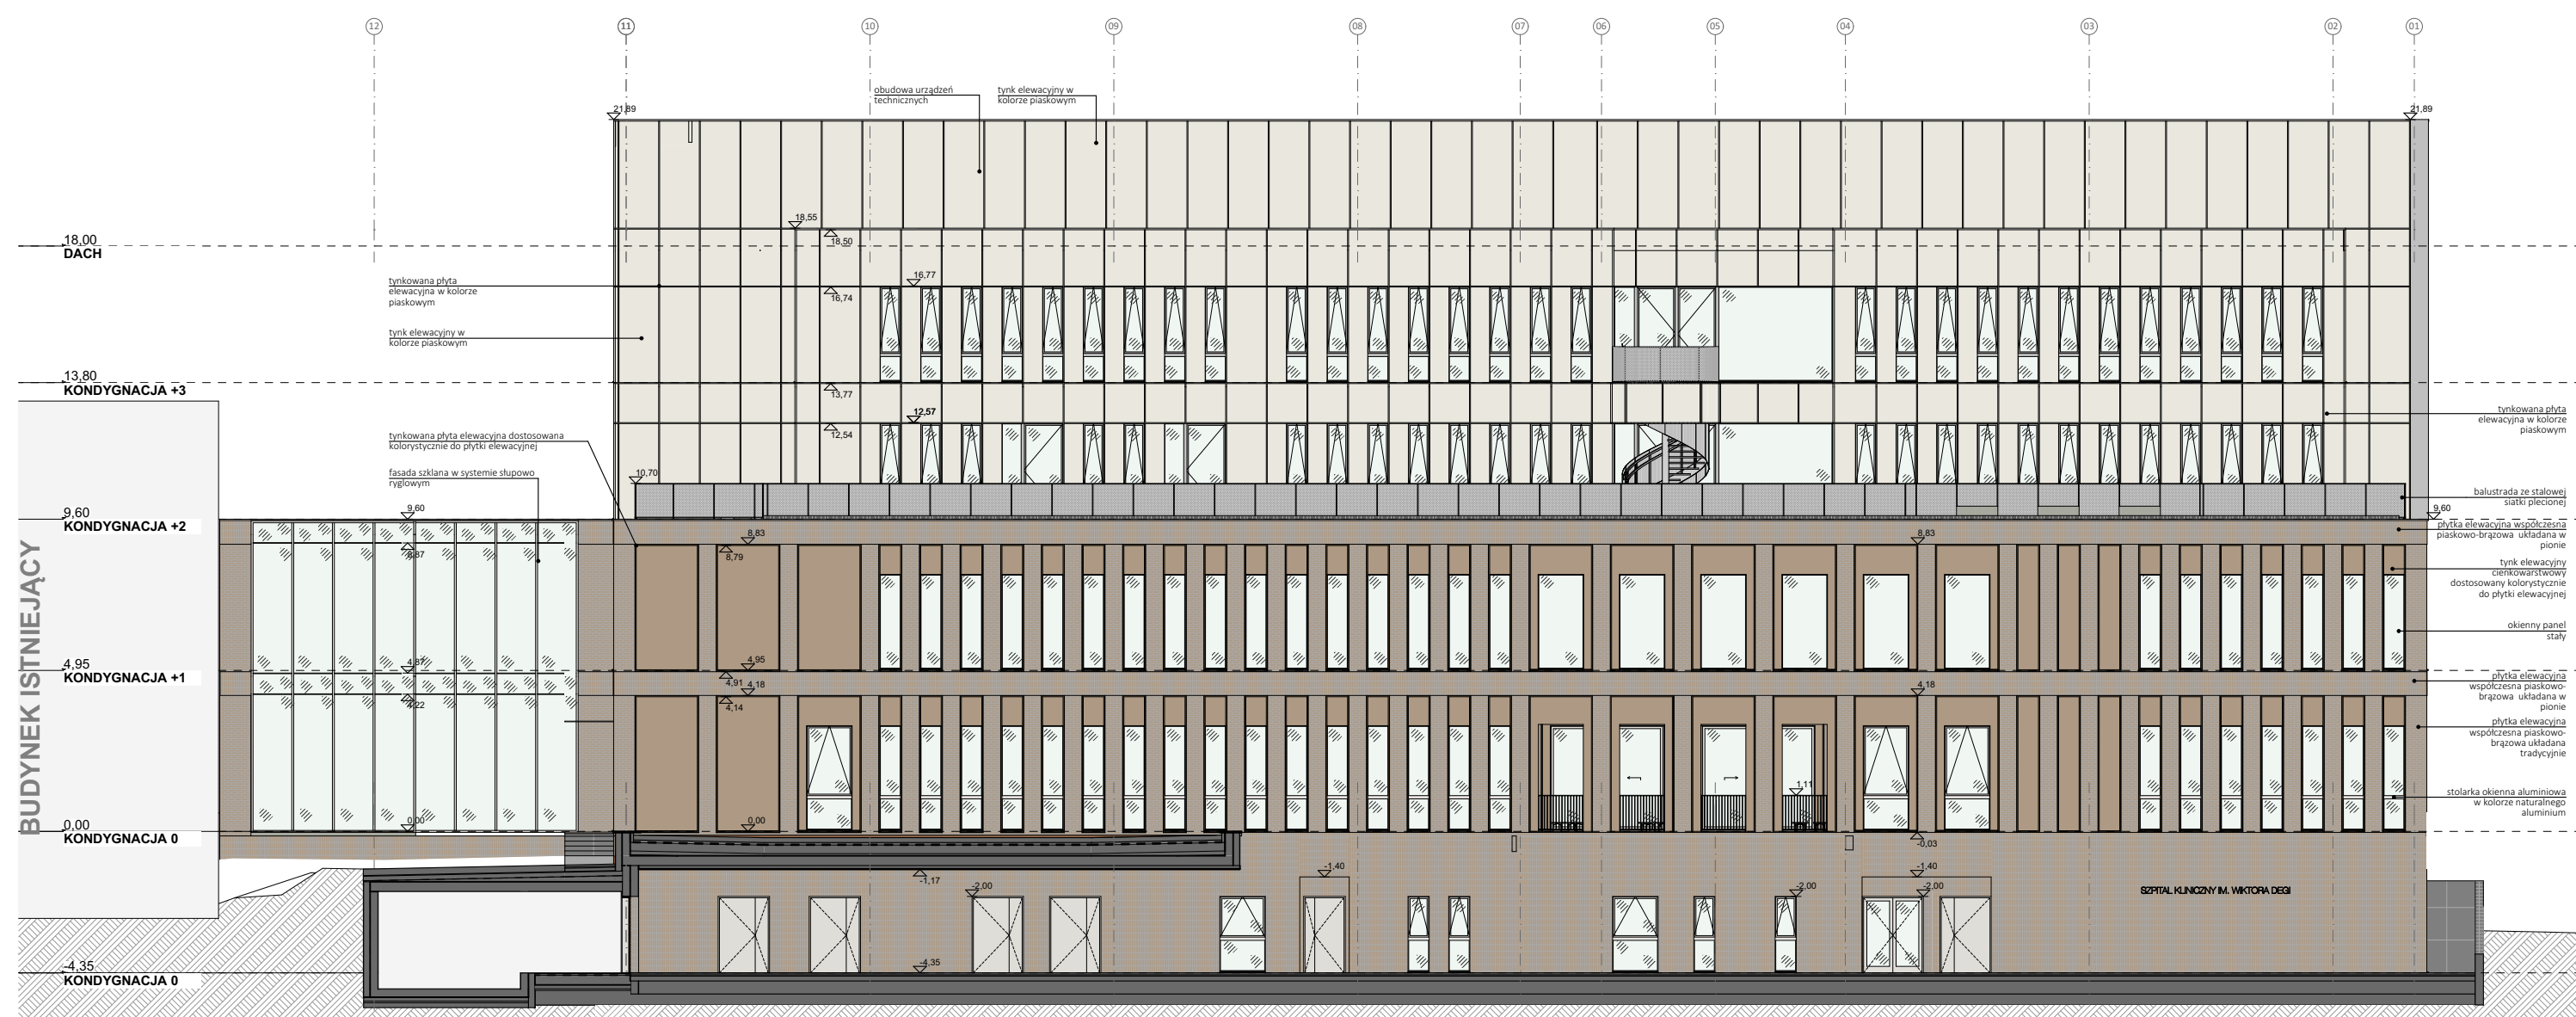 12
11
10
09
08
07
06
05
04
03
02
01
obudowa urządzeń
technicznych
tynk elewacyjny w
kolorze piaskowym
21,89
21,89
18,55
18,50
18,00
DACH
tynkowana płyta
elewacyjna w kolorze
piaskowym
16,77
16,74
tynk elewacyjny w
kolorze piaskowym
13,80
KONDYGNACJA +3
13,77
12,57
12,54
tynkowana płyta
elewacyjna w kolorze
piaskowym
tynkowana płyta elewacyjna dostosowana
kolorystycznie do płytki elewacyjnej
fasada szklana w systemie słupowo
ryglowym
10,70
balustrada ze stalowej
siatki plecionej
9,60
KONDYGNACJA +2
9,60
9,60
płytka elewacyjna współczesna
piaskowo-brązowa układana w
pionie
8,83
8,79
8,83
tynk elewacyjny
cienkowarstwowy
dostosowany kolorystycznie
do płytki elewacyjnej
okienny panel
stały
BUDYNEK ISTNIEJĄCY
4,95
KONDYGNACJA +1
4,87
4,95
4,91
4,18
4,14
4,22
4,18
płytka elewacyjna
współczesna piaskowo-
brązowa układana w
pionie
płytka elewacyjna
współczesna piaskowo-
brązowa układana
tradycyjnie
1,11
stolarka okienna aluminiowa
w kolorze naturalnego
aluminium
0,00
KONDYGNACJA 0
0,00
0,00
-0,03
-1,17
-1,40
-1,40
-2,00
-2,00
-2,00
SZPITAL KLINICZNY IM. WIKTORA DEGI
-4,35
KONDYGNACJA 0
-4,35